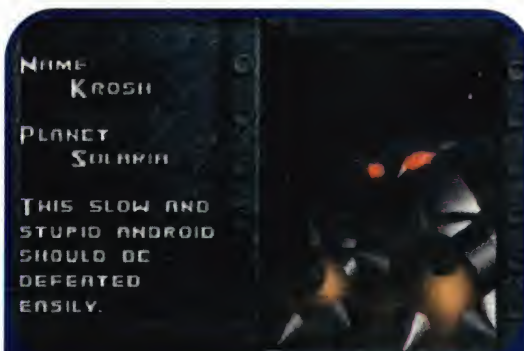 NAME
KROSH
PLANET
SOLARIA
THIS SLOW AND
STUPID ANDROID
SHOULD BE
DEFEATED
EASILY.